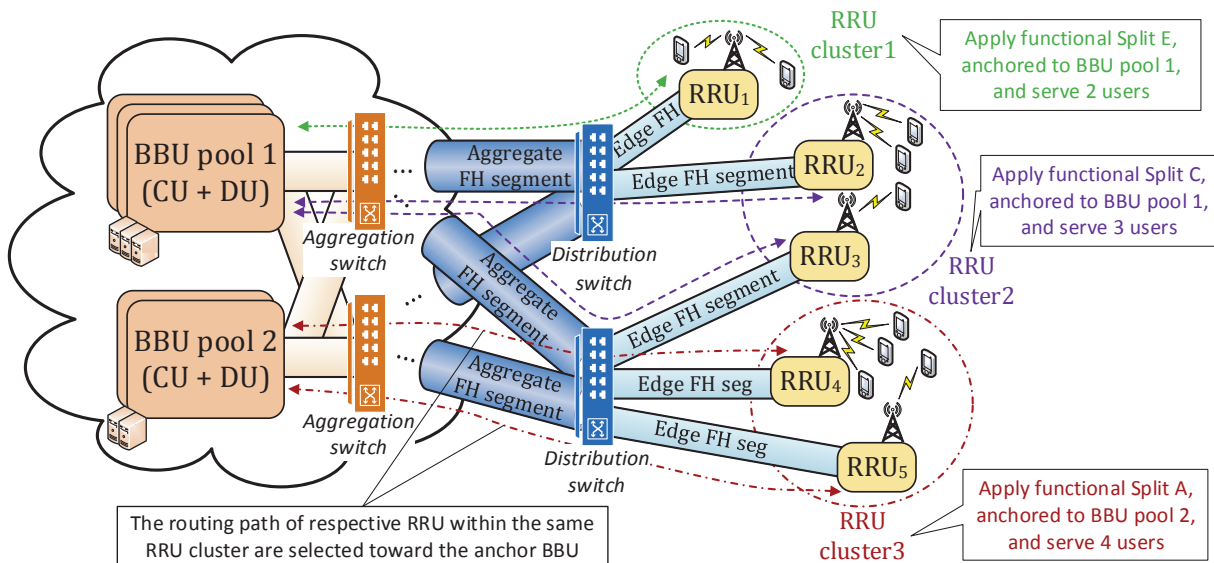 RRU
cluster1
Apply functional Split E,
anchored to BBU pool 1,
and serve 2 users
RRU1
Edge FH
BBU pool 1
(CU + DU)
Aggregation
switch
...
Aggregate
FH segment
Distribution
switch
Edge FH segment
RRU2
RRU3
RRU
cluster2
Apply functional Split C,
anchored to BBU pool 1,
and serve 3 users
...
Aggregate
FH segment
Edge FH segment
BBU pool 2
(CU + DU)
Aggregation
switch
...
...
Aggregate
FH segment
Distribution
switch
Edge FH seg
RRU4
Edge FH seg
RRU5
RRU
cluster3
Apply functional Split A,
anchored to BBU pool 2,
and serve 4 users
The routing path of respective RRU within the same
RRU cluster are selected toward the anchor BBU